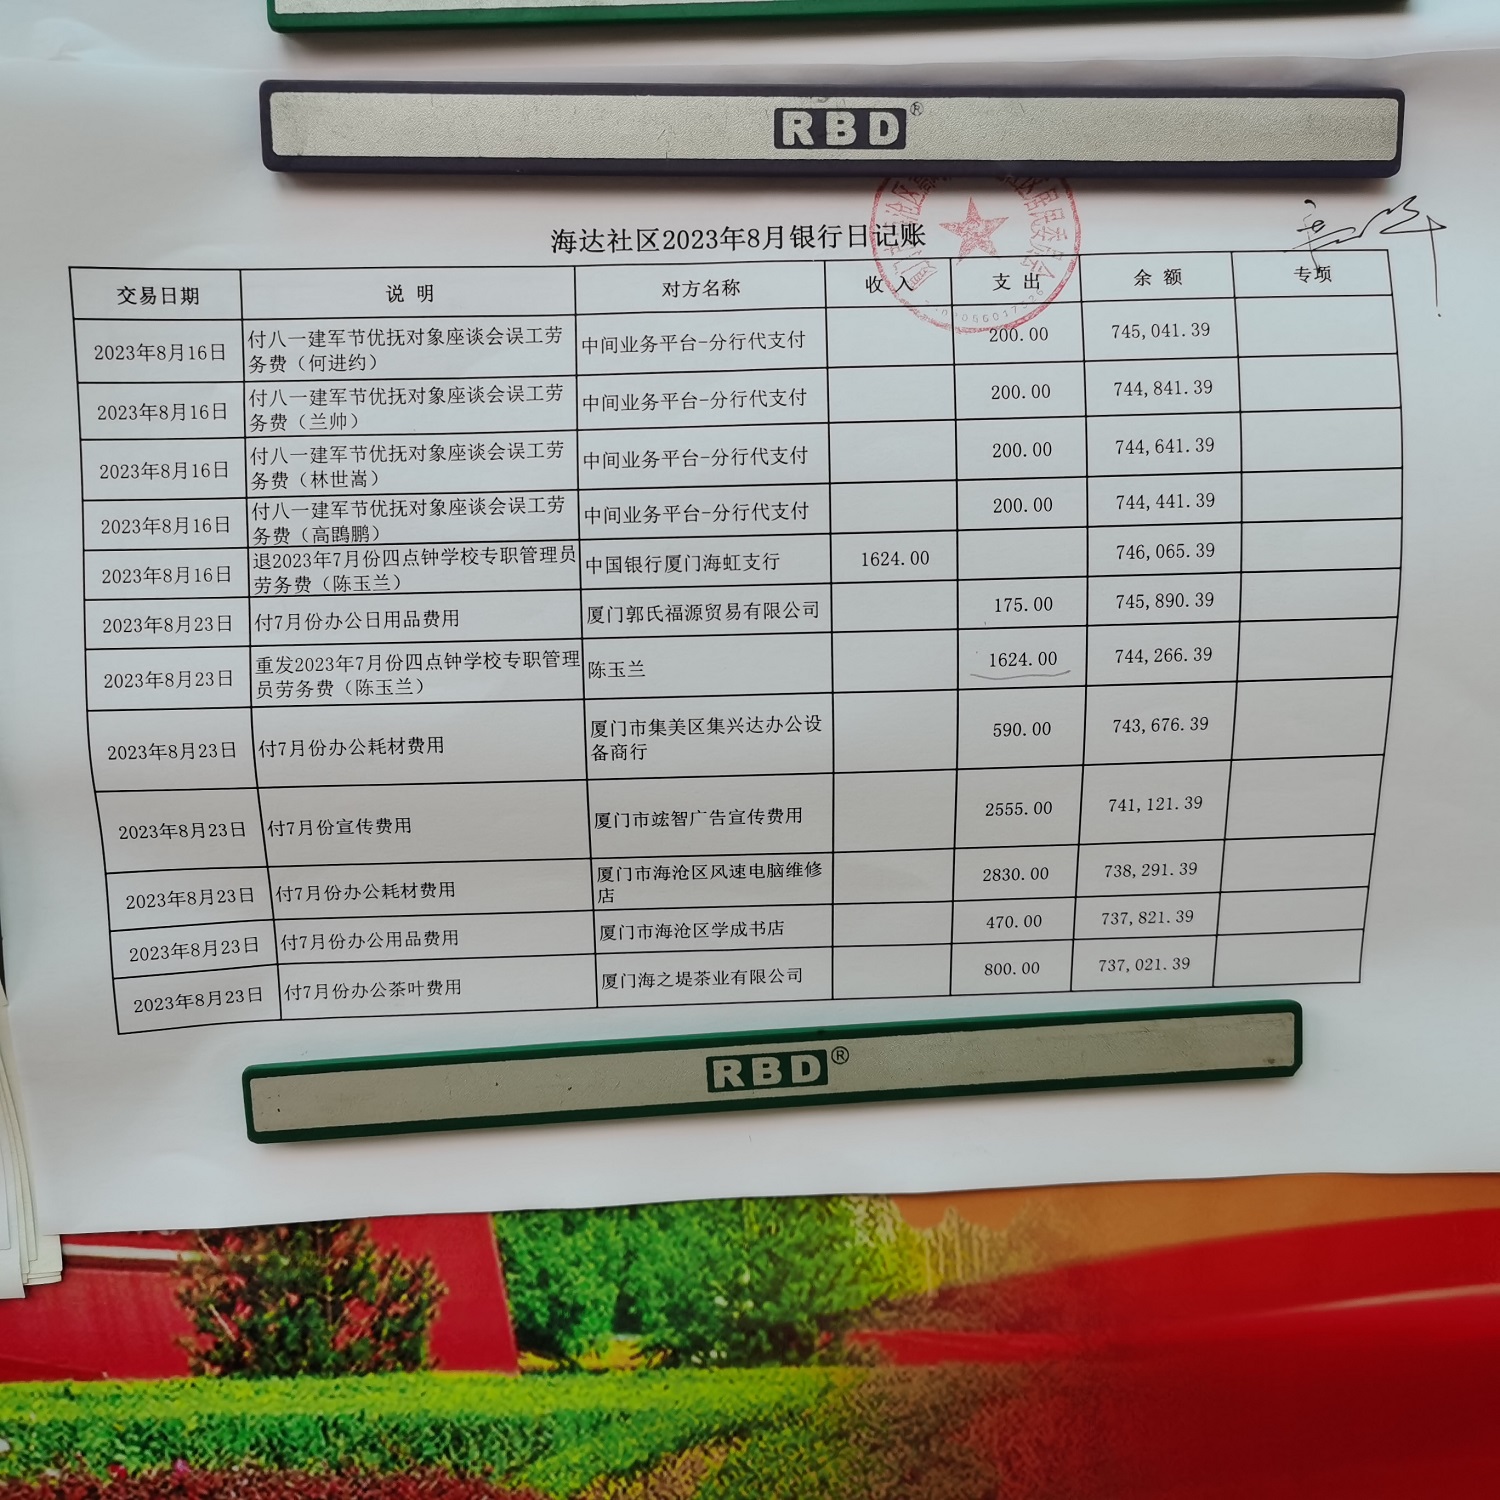 RBD®
海达社区2023年8月银行日记账
交易日期 说 明 对方名称 收 入 支 出 余 额 专项
2023年8月16日 付八一建军节优抚对象座谈会误工劳
务费（何进约） 中间业务平台-分行代支付 200.00 745,041.39
2023年8月16日 付八一建军节优抚对象座谈会误工劳
务费（兰帅） 中间业务平台-分行代支付 200.00 744,841.39
2023年8月16日 付八一建军节优抚对象座谈会误工劳
务费（林世嵩） 中间业务平台-分行代支付 200.00 744,641.39
2023年8月16日 付八一建军节优抚对象座谈会误工劳
务费（高鹍鹏） 中间业务平台-分行代支付 200.00 744,441.39
2023年8月16日 退2023年7月份四点钟学校专职管理员
劳务费（陈玉兰） 中国银行厦门海虹支行 1624.00 746,065.39
2023年8月23日 付7月份办公日用品费用 厦门郭氏福源贸易有限公司 175.00 745,890.39
2023年8月23日 重发2023年7月份四点钟学校专职管理
员劳务费（陈玉兰） 陈玉兰 1624.00 744,266.39
2023年8月23日 付7月份办公耗材费用 厦门市集美区集兴达办公设
备商行 590.00 743,676.39
2023年8月23日 付7月份宣传费用 厦门市竑智广告宣传费用 2555.00 741,121.39
2023年8月23日 付7月份办公耗材费用 厦门市海沧区风速电脑维修
店 2830.00 738,291.39
2023年8月23日 付7月份办公用品费用 厦门市海沧区学成书店 470.00 737,821.39
2023年8月23日 付7月份办公茶叶费用 厦门海之堤茶业有限公司 800.00 737,021.39
RBD®